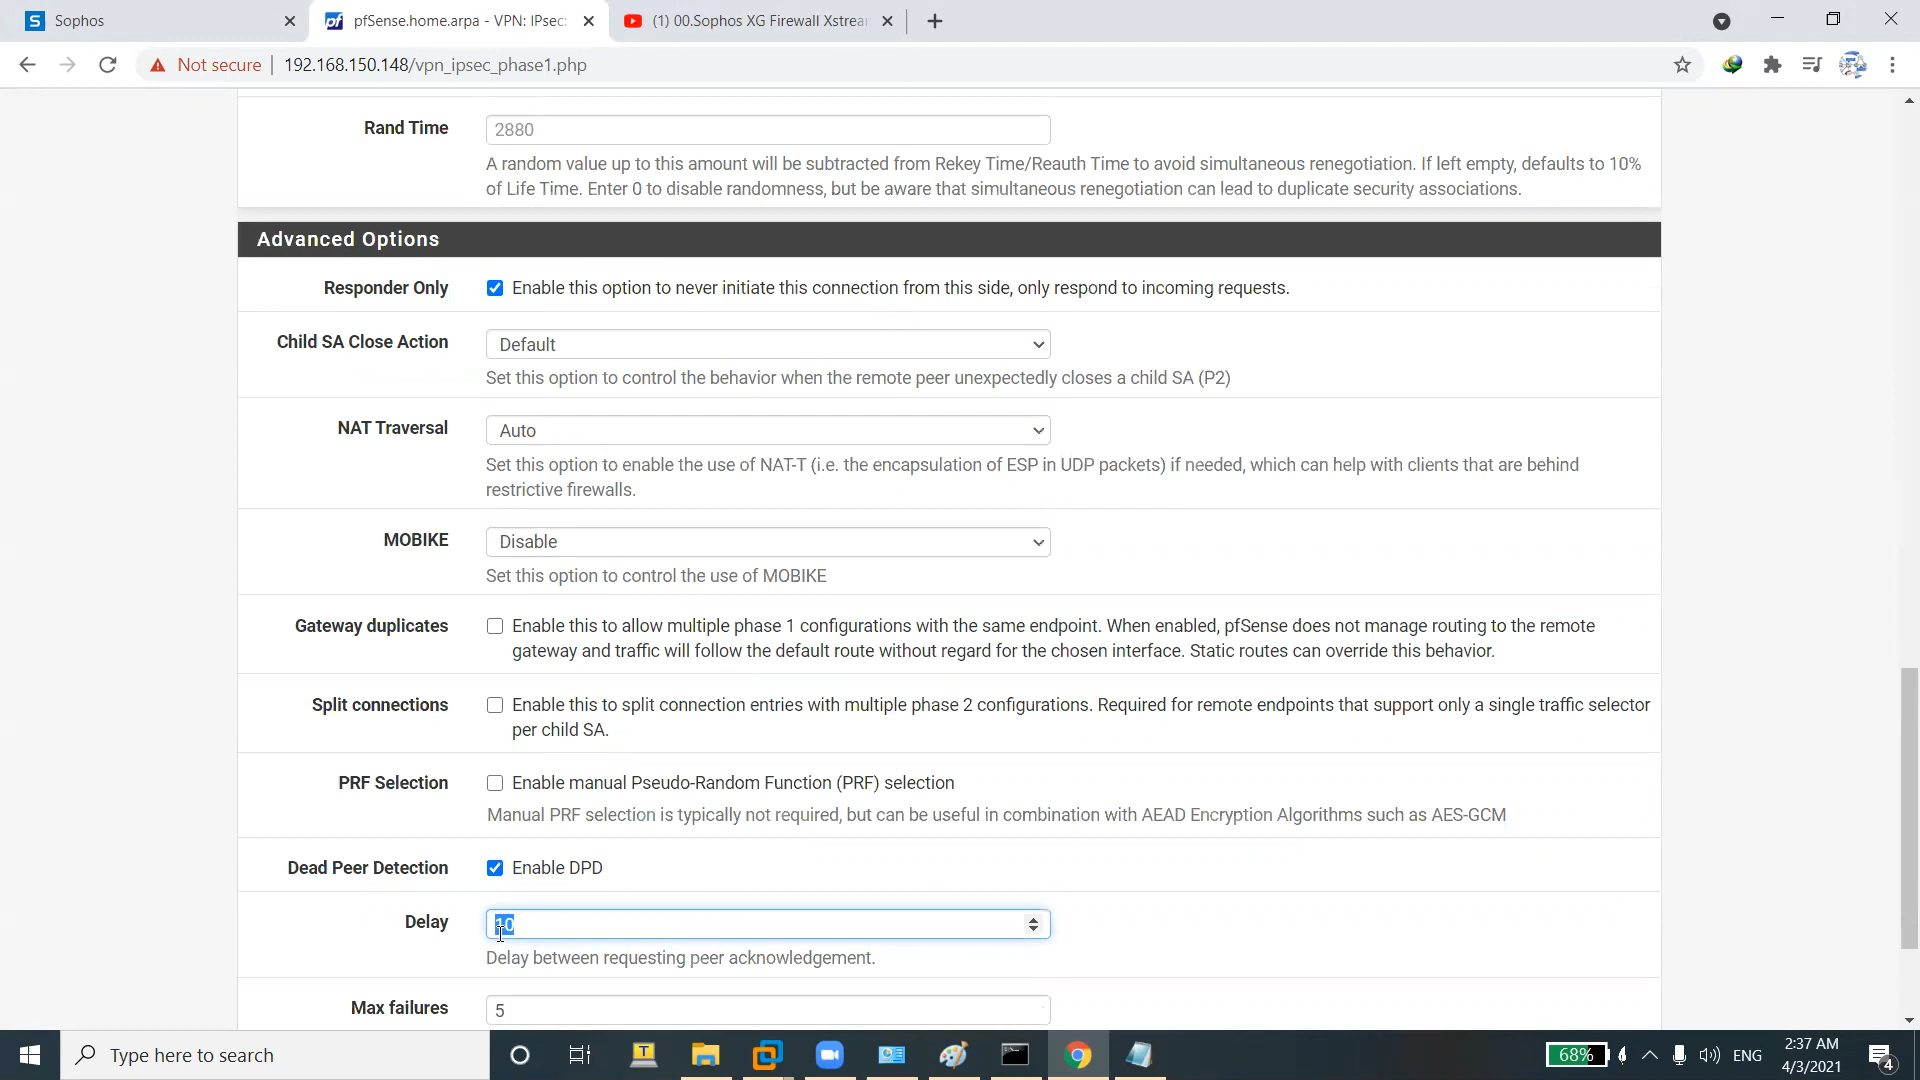 Sophos
pfSense.home.arpa - VPN: IPsec:
(1) 00.Sophos XG Firewall Xstrea
Not secure
192.168.150.148/vpn_ipsec_phase1.php
Rand Time
2880
A random value up to this amount will be subtracted from Rekey Time/Reauth Time to avoid simultaneous renegotiation. If left empty, defaults to 10%
of Life Time. Enter 0 to disable randomness, but be aware that simultaneous renegotiation can lead to duplicate security associations.
Advanced Options
Responder Only
Enable this option to never initiate this connection from this side, only respond to incoming requests.
Child SA Close Action
Default
Set this option to control the behavior when the remote peer unexpectedly closes a child SA (P2)
NAT Traversal
Auto
Set this option to enable the use of NAT-T (i.e. the encapsulation of ESP in UDP packets) if needed, which can help with clients that are behind
restrictive firewalls.
MOBIKE
Disable
Set this option to control the use of MOBIKE
Gateway duplicates
Enable this to allow multiple phase 1 configurations with the same endpoint. When enabled, pfSense does not manage routing to the remote
gateway and traffic will follow the default route without regard for the chosen interface. Static routes can override this behavior.
Split connections
Enable this to split connection entries with multiple phase 2 configurations. Required for remote endpoints that support only a single traffic selector
per child SA.
PRF Selection
Enable manual Pseudo-Random Function (PRF) selection
Manual PRF selection is typically not required, but can be useful in combination with AEAD Encryption Algorithms such as AES-GCM
Dead Peer Detection
Enable DPD
Delay
10
Delay between requesting peer acknowledgement.
Max failures
5
Type here to search
68%
ENG
2:37 AM
4/3/2021
4